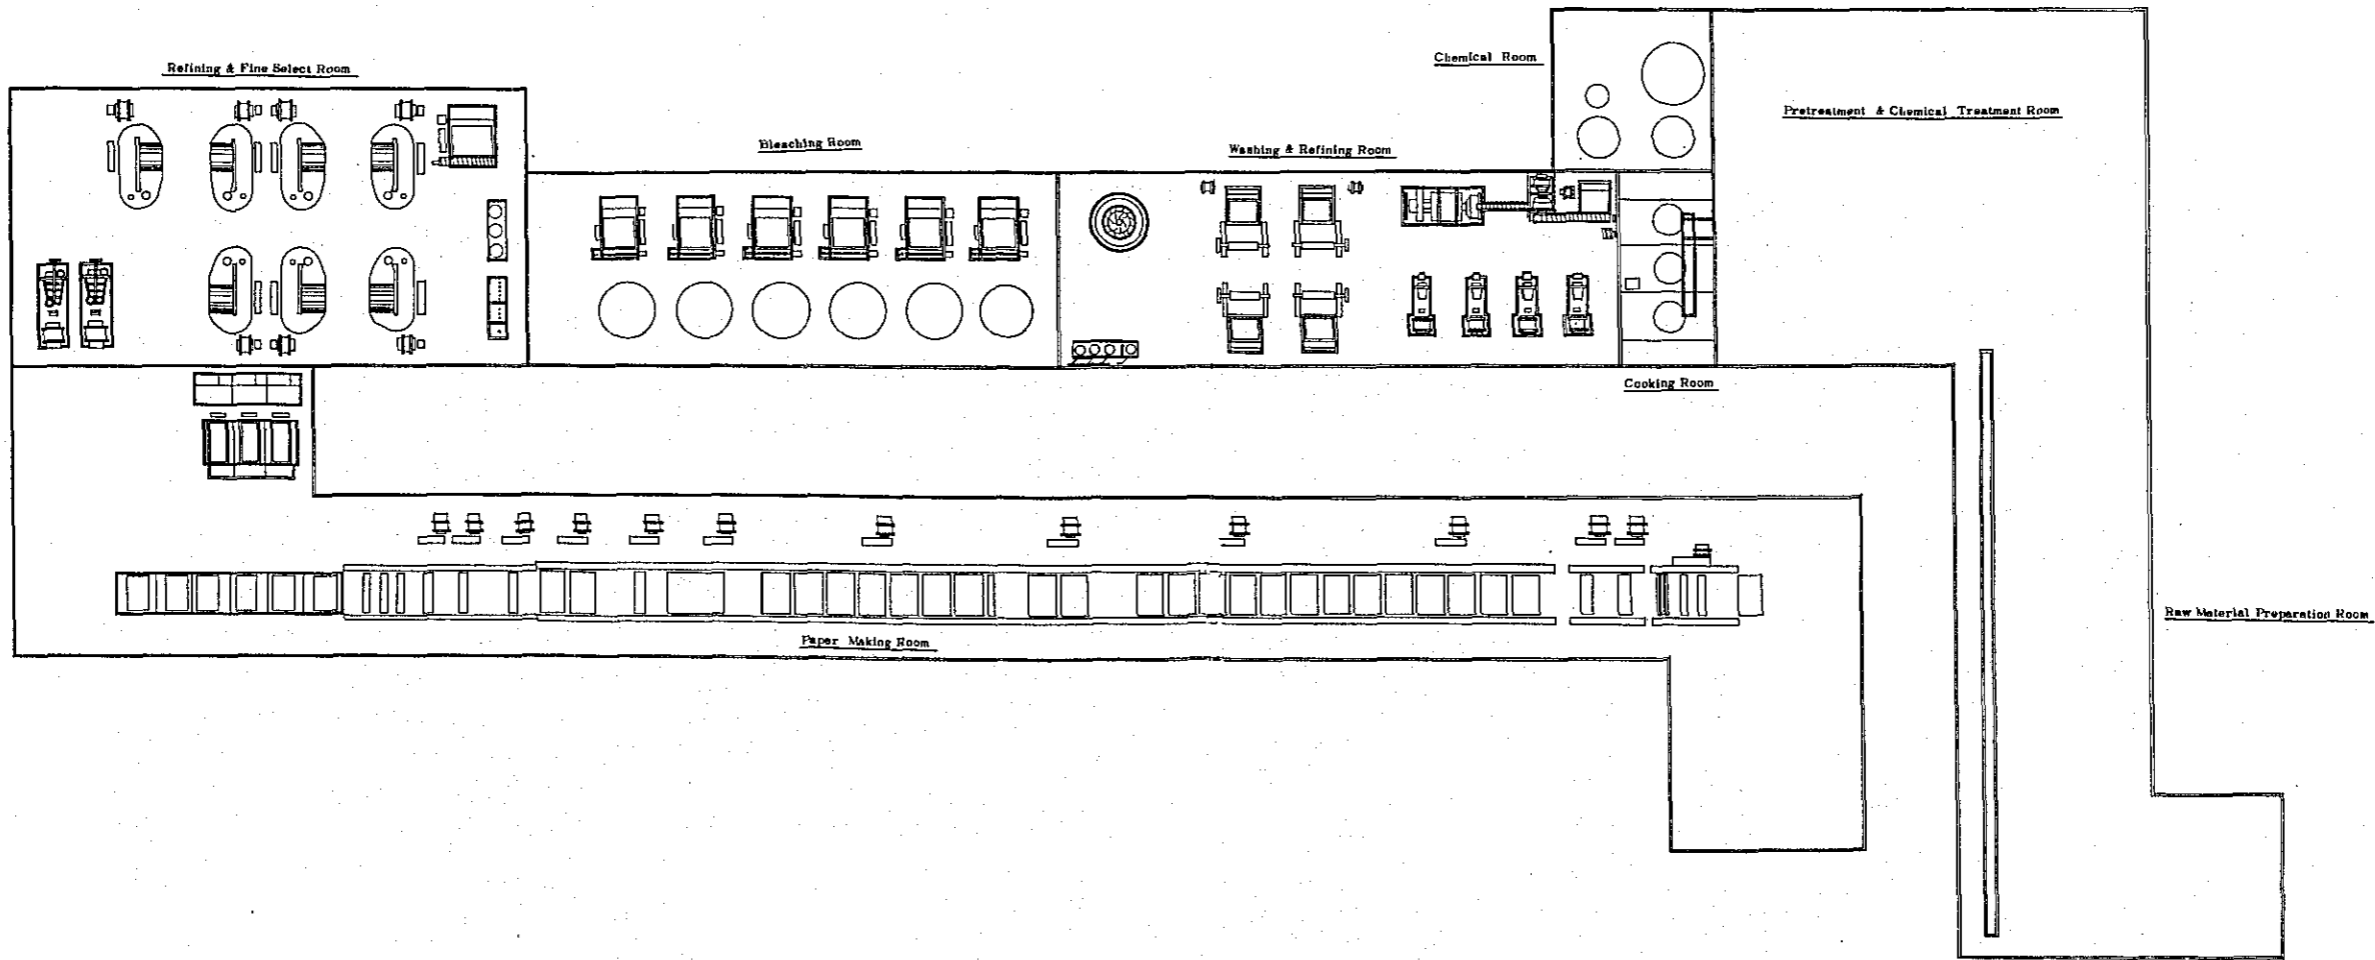 Chemical Room
Refining & Fine Select Room
Pretreatment & Chemical Treatment Room
Bleaching Room
Washing & Refining Room
Cooking Room
Raw Material Preparation Room
Paper Making Room